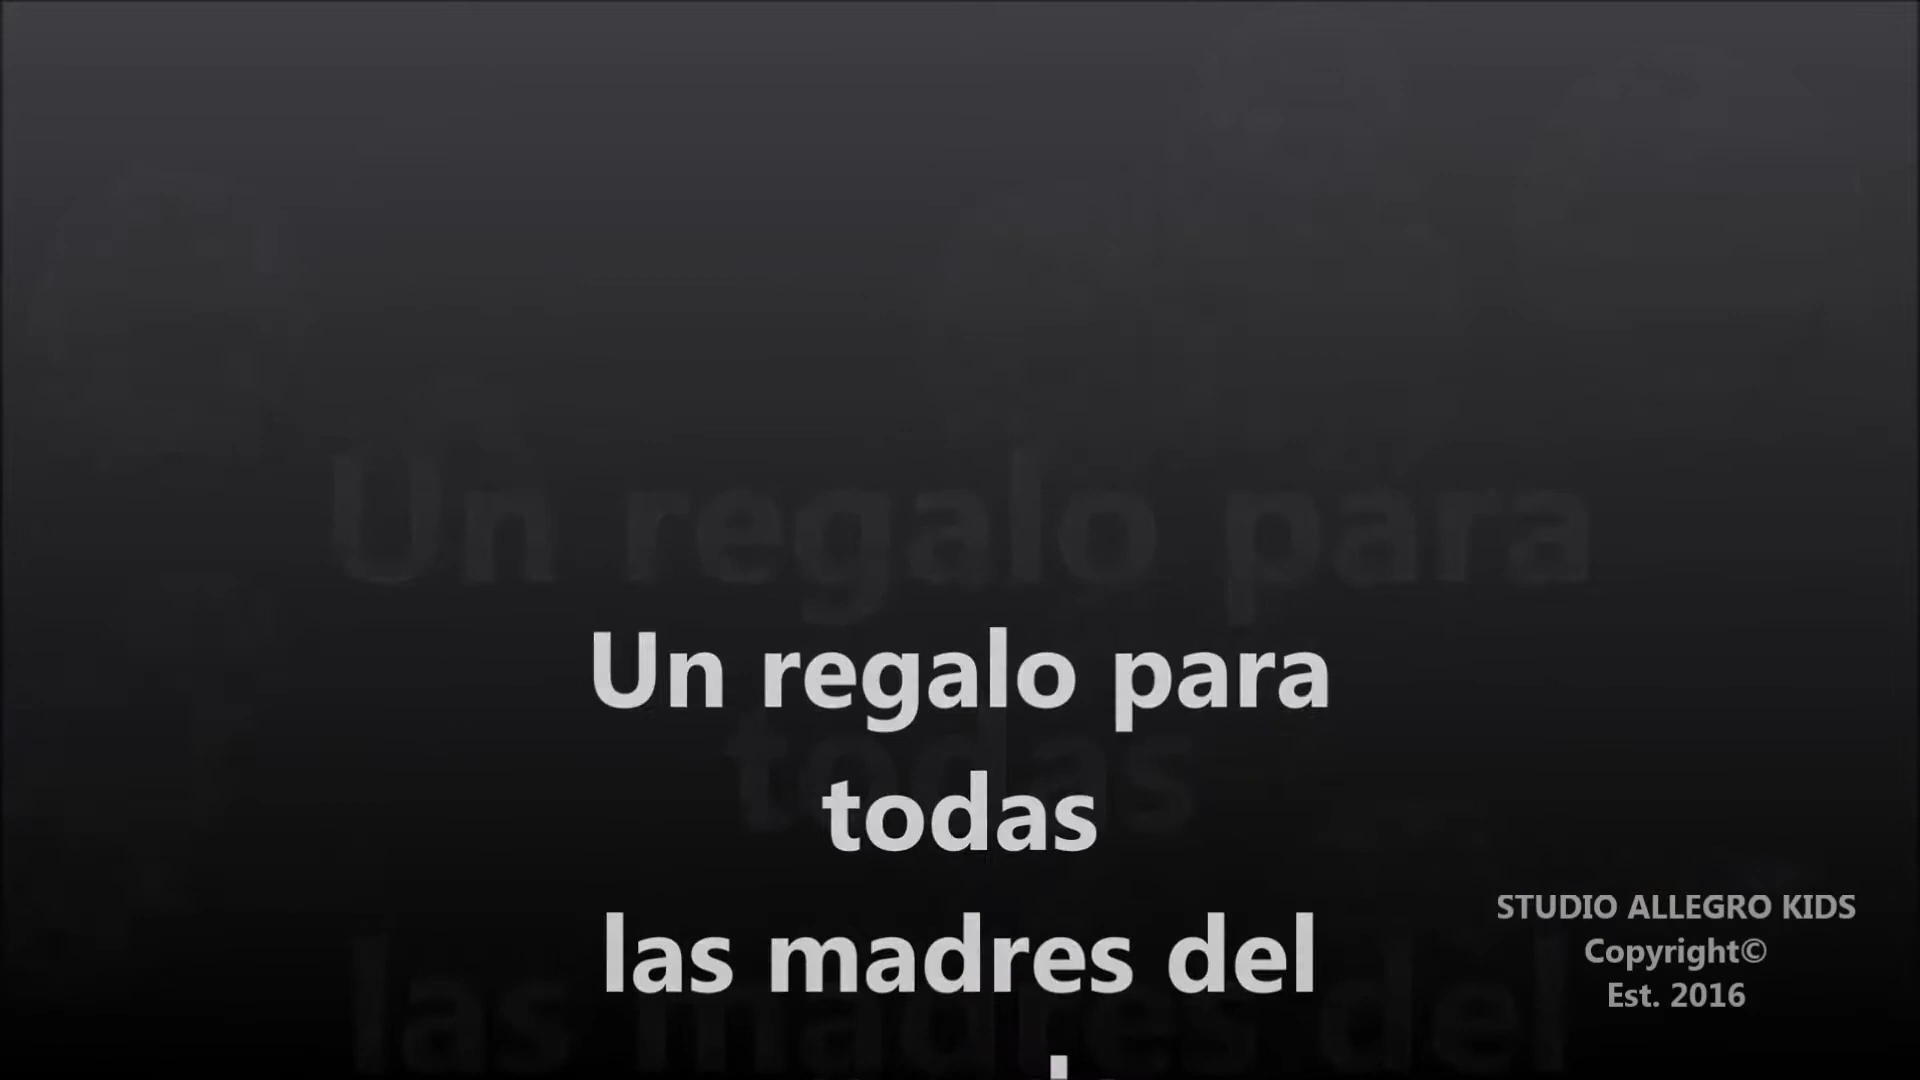 Un regalo para
todas
las madres del
STUDIO ALLEGRO KIDS
Copyright©
Est. 2016